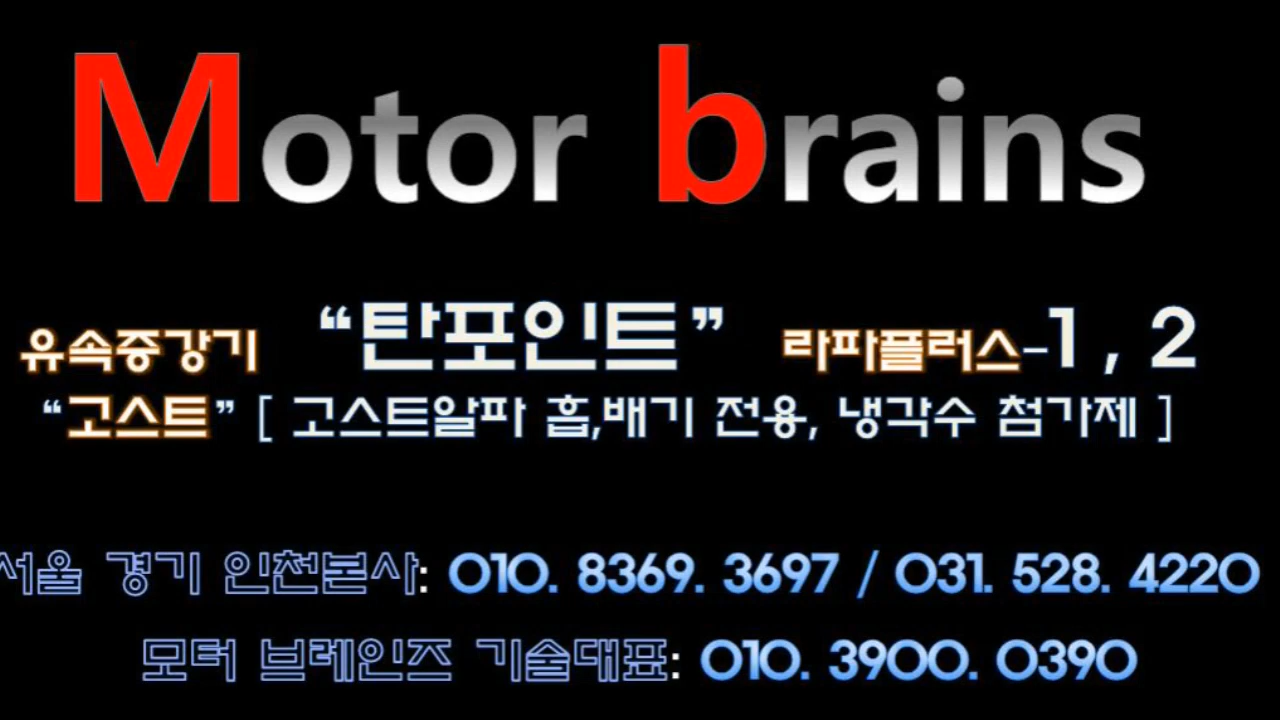 Motor brains
유속증강기 “탄포인트” 라파플러스-1 , 2
“고스트” [ 고스트알파 흡,배기 전용, 냉각수 첨가제 ]
서울 경기 인천본사: 010. 8369. 3697 / 031. 528. 4220
모터 브레인즈 기술대표: 010. 3900. 0390